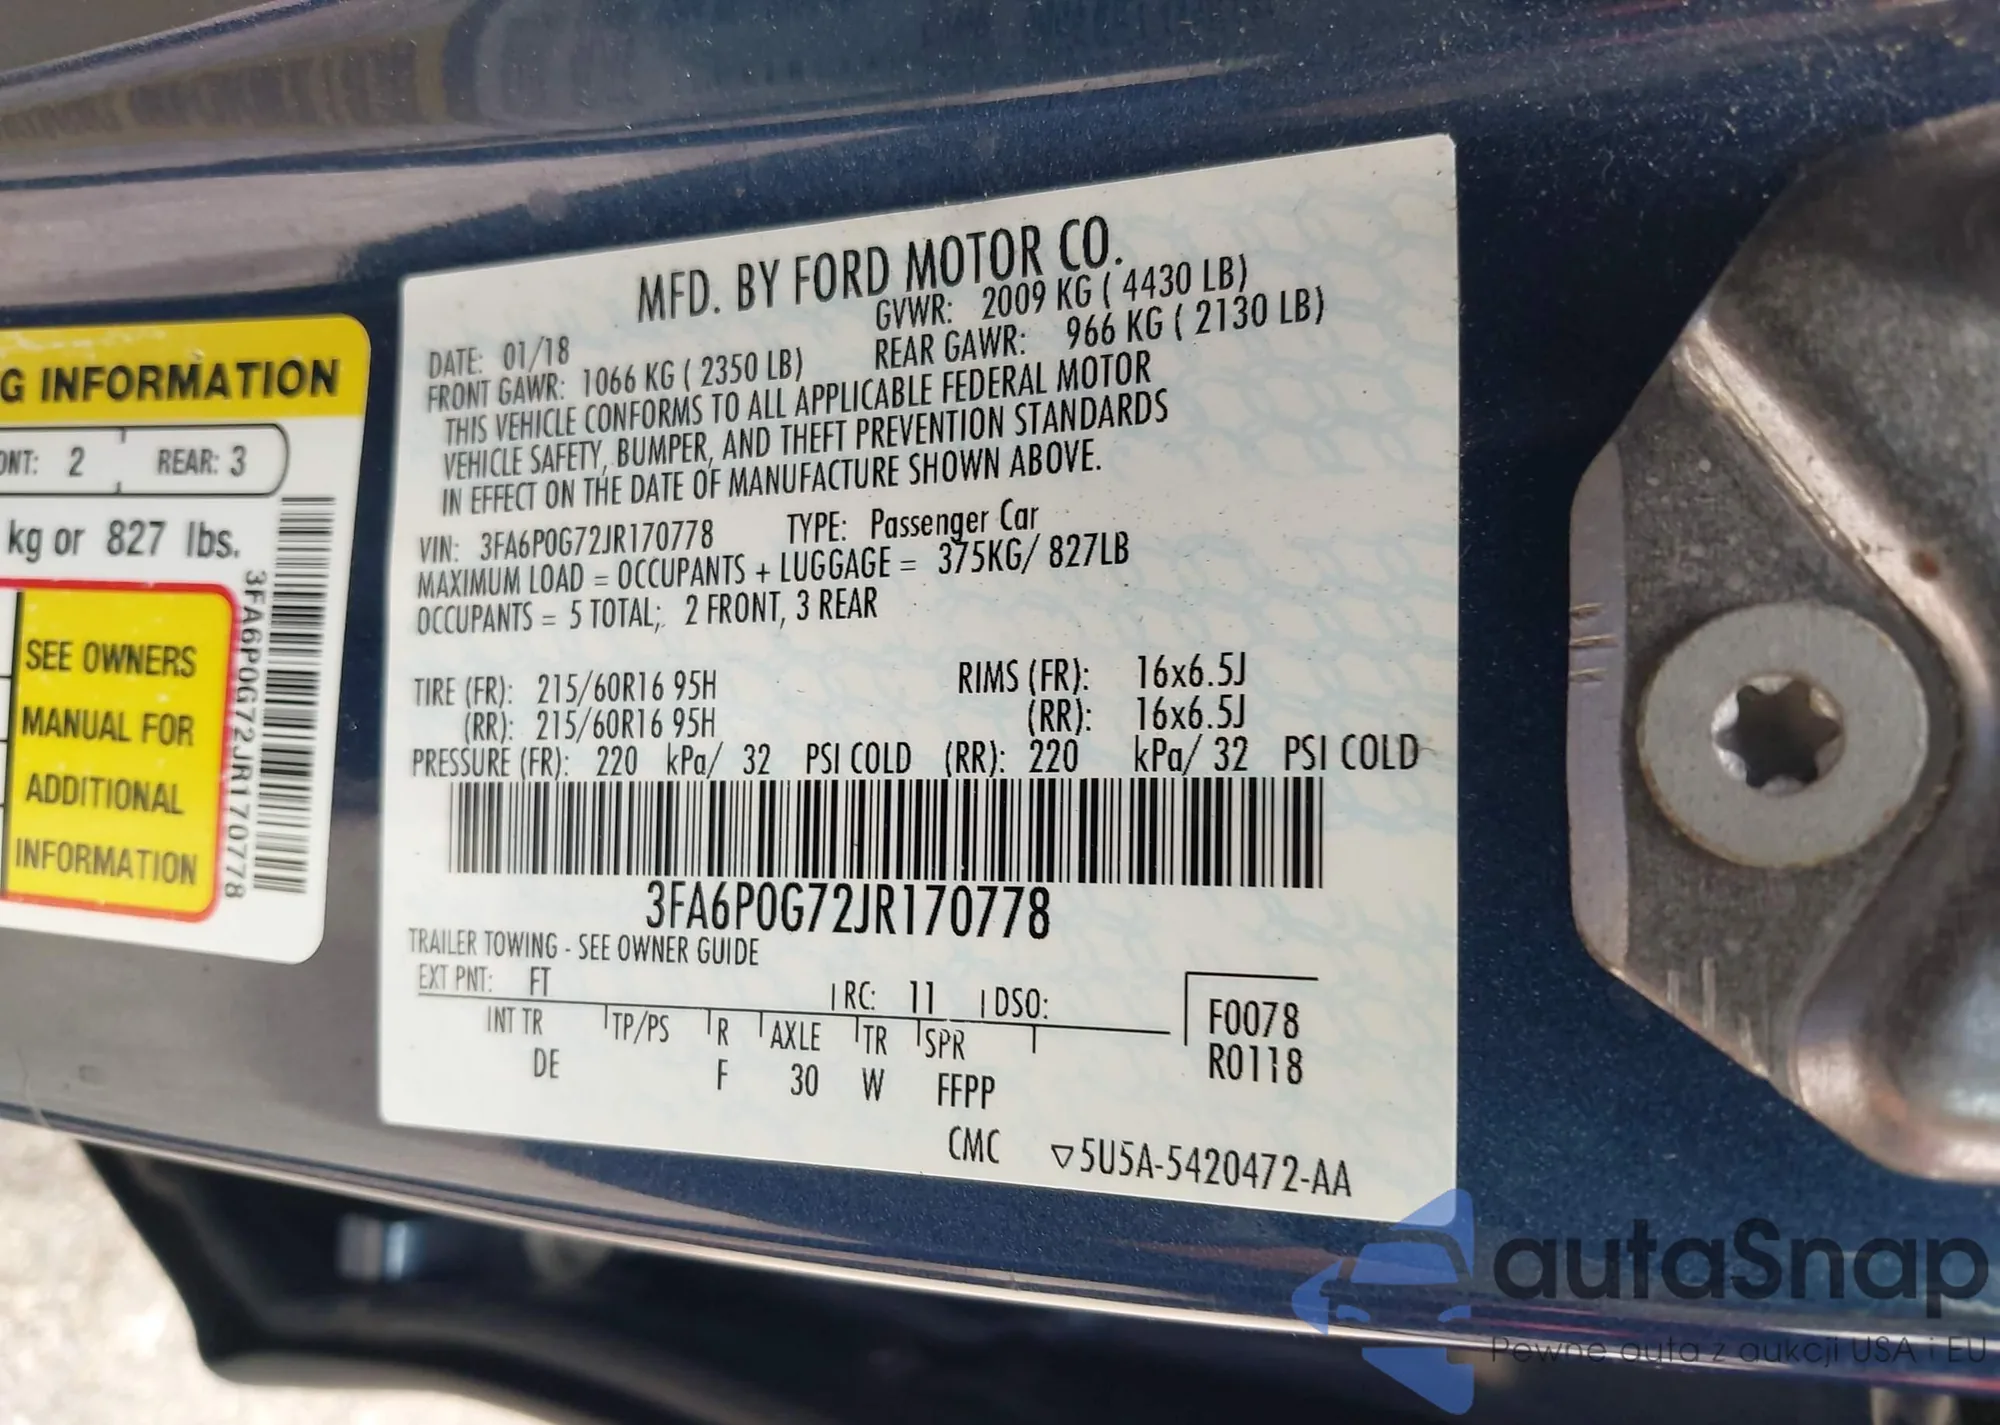 G INFORMATION
ONT: 2 REAR: 3
kg or 827 lbs.
SEE OWNERS
MANUAL FOR
ADDITIONAL
INFORMATION
3FA6P0G72JR170778
MFD. BY FORD MOTOR CO.
DATE: 01/18 GVWR: 2009 KG ( 4430 LB)
FRONT GAWR: 1066 KG ( 2350 LB) REAR GAWR: 966 KG ( 2130 LB)
THIS VEHICLE CONFORMS TO ALL APPLICABLE FEDERAL MOTOR
VEHICLE SAFETY, BUMPER, AND THEFT PREVENTION STANDARDS
IN EFFECT ON THE DATE OF MANUFACTURE SHOWN ABOVE.
VIN: 3FA6P0G72JR170778 TYPE: Passenger Car
MAXIMUM LOAD = OCCUPANTS + LUGGAGE = 375KG/ 827LB
OCCUPANTS = 5 TOTAL; 2 FRONT, 3 REAR
TIRE (FR): 215/60R16 95H RIMS (FR): 16x6.5J
(RR): 215/60R16 95H (RR): 16x6.5J
PRESSURE (FR): 220 kPa/ 32 PSI COLD (RR): 220 kPa/ 32 PSI COLD
3FA6P0G72JR170778
TRAILER TOWING - SEE OWNER GUIDE
EXT PNT: FT RC: 11 DSO:
INT TR TP/PS R AXLE TR SPR
DE F 30 W FFPP
F0078
R0118
CMC ▽5U5A-5420472-AA
autaSnap
Pewne auta z aukcji USA i EU